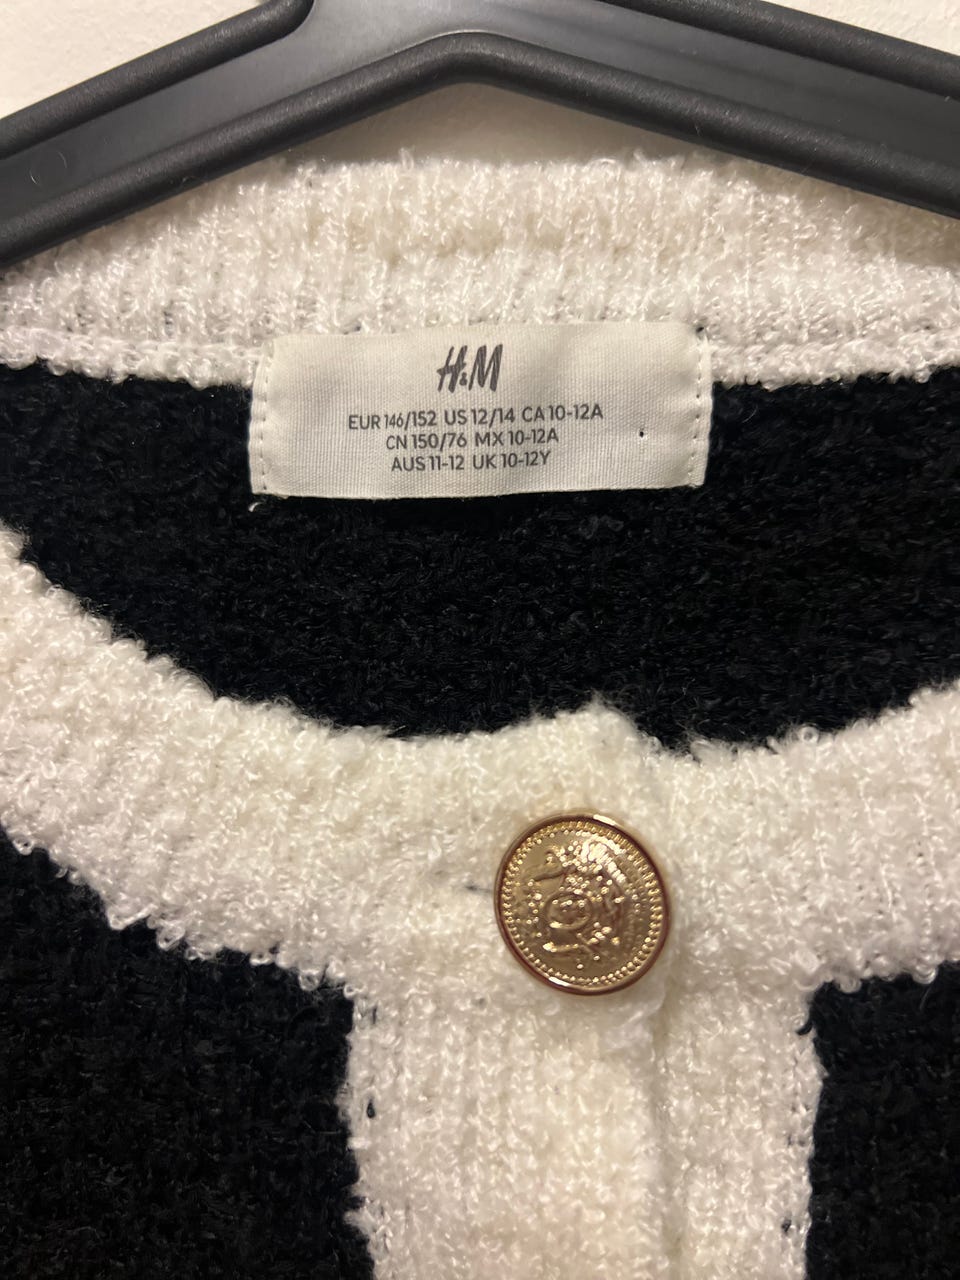 H&M
EUR 146/152 US 12/14 CA 10-12A
CN 150/76 MX 10-12A
AUS 11-12 UK 10-12Y